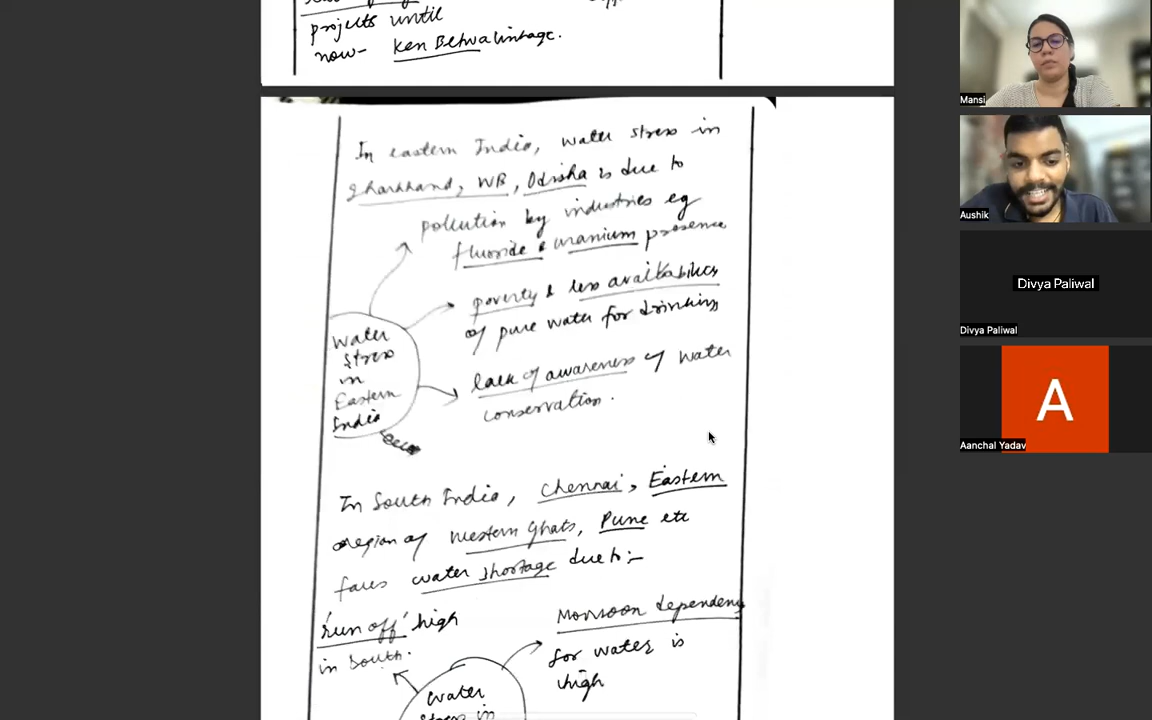 projects until
now- Ken Betwa linkage.
In eastern India, water stress in
Jharkhand, WB, Odisha is due to
pollution by industries eg
fluoride & uranium presence
poverty & less availability
of pure water for drinking
lack of awareness of water
conservation.
Water
stress
in
Eastern
India
In South India, Chennai, Eastern
region of Western Ghats, Pune etc
faces water shortage due to:-
'run off' high
in South.
Monsoon dependency
for water is
high
Water
stress in
Mansi
Aushik
Divya Paliwal
Divya Paliwal
A
Aanchal Yadav